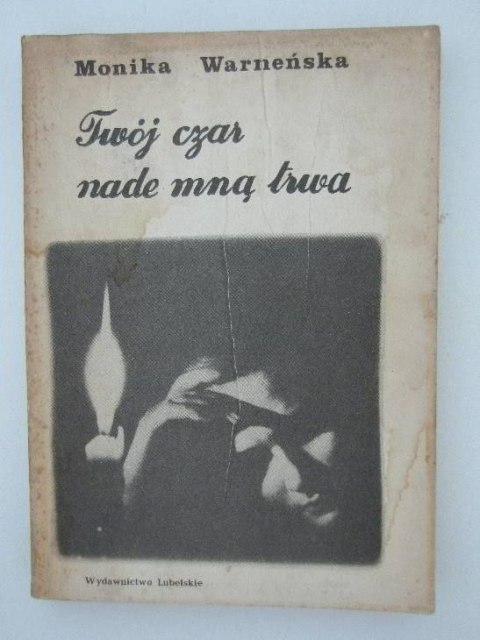 Monika Warneńska
Twój czar
nade mną trwa
Wydawnictwo Lubelskie